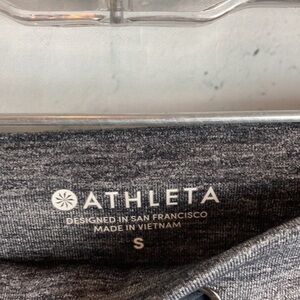 ATHLETA
DESIGNED IN SAN FRANCISCO
MADE IN VIETNAM
S